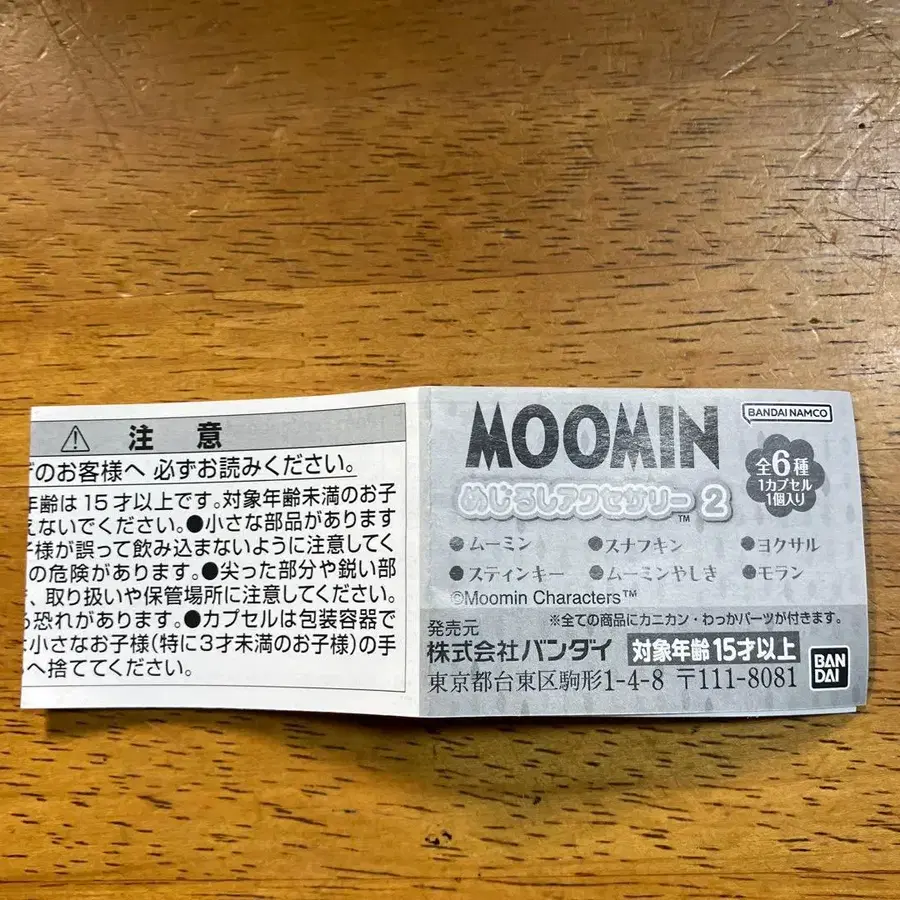 注意
のお客様へ 必ずお読みください。
年齢は15才以上です。対象年齢未満のお子
えないでください。●小さな部品があります
様が誤って飲み込まないように注意してく
の危険があります。●尖った部分や鋭い部
、取り扱いや保管場所に注意してください。
恐れがあります。●カプセルは包装容器で
小さなお子様(特に3才未満のお子様)の手
へ捨ててください。
MOOMIN
BANDAI NAMCO
めじるしアクセサリー™ 2
全6種
1カプセル
1個入り
●ムーミン ●スナフキン ●ヨクサル
●スティンキー ●ムーミンやしき ●モラン
©Moomin Characters™
※全ての商品にカニカン・わっかパーツが付きます。
発売元
株式会社バンダイ 対象年齢15才以上
東京都台東区駒形1-4-8 〒111-8081
BAN
DAI